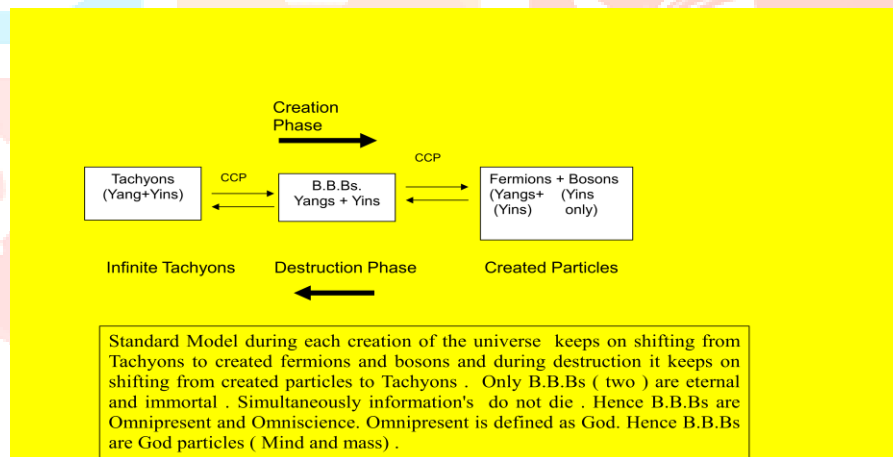 Creation
Phase
CCP
CCP
Tachyons
(Yang+Yins)
B.B.Bs.
Yangs + Yins
Fermions + Bosons
(Yangs+ (Yins
(Yins) only)
Infinite Tachyons
Destruction Phase
Created Particles
Standard Model during each creation of the universe keeps on shifting from
Tachyons to created fermions and bosons and during destruction it keeps on
shifting from created particles to Tachyons . Only B.B.Bs ( two ) are eternal
and immortal . Simultaneously information's do not die . Hence B.B.Bs are
Omnipresent and Omniscience. Omnipresent is defined as God. Hence B.B.Bs
are God particles ( Mind and mass) .